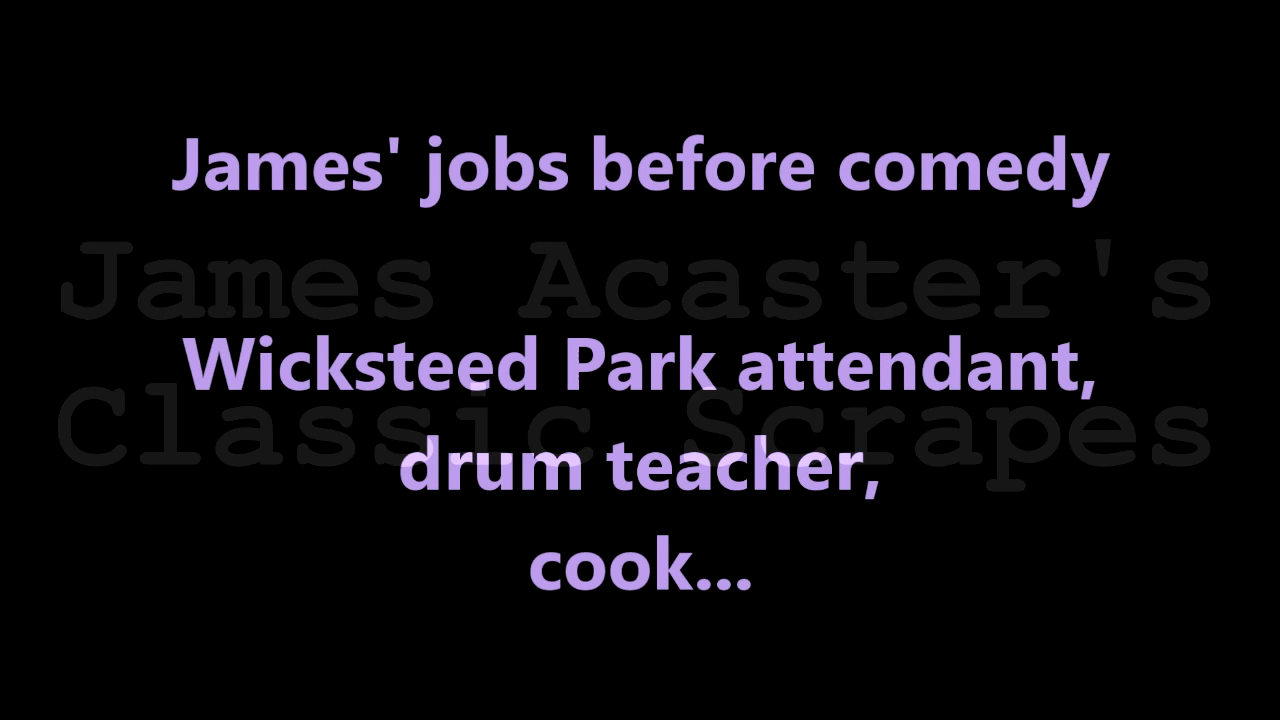 James' jobs before comedy
James Acaster's
Wicksteed Park attendant,
Classic Scrapes
drum teacher,
cook...